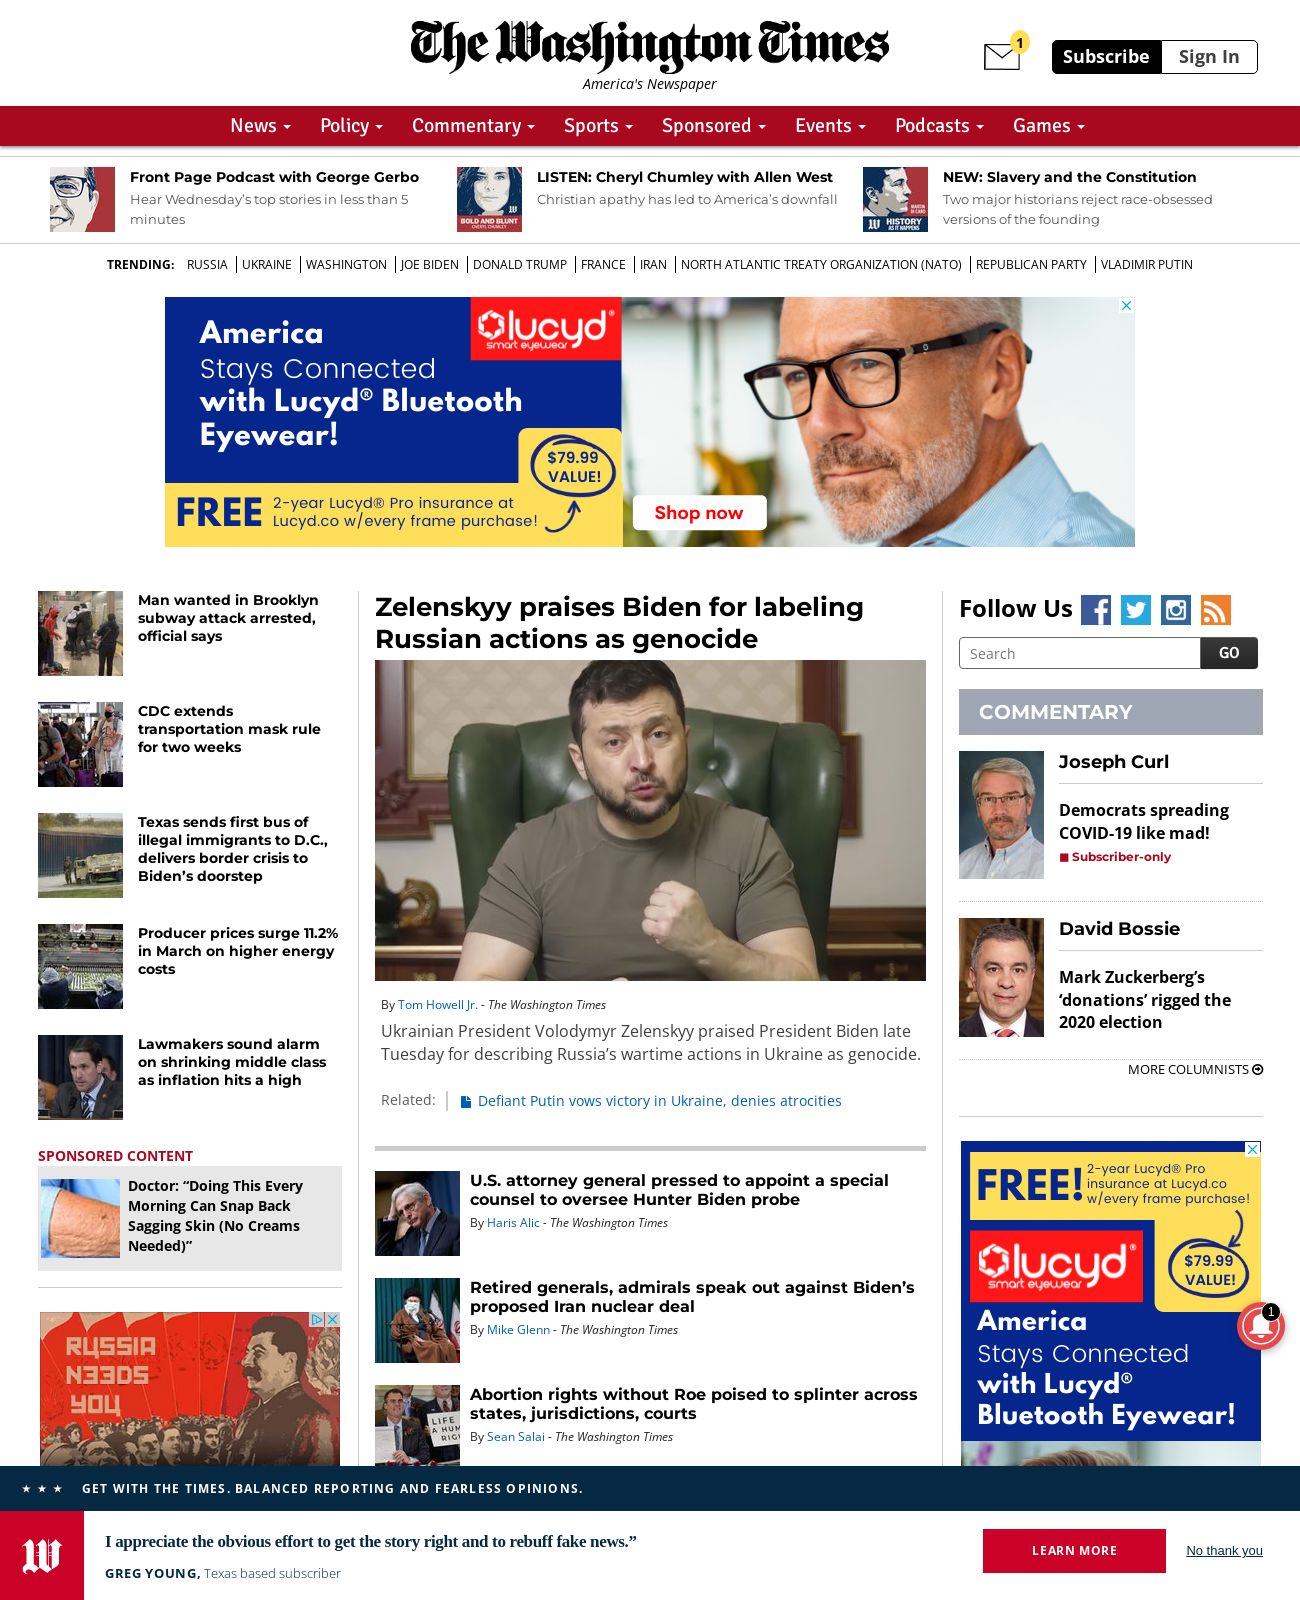 The Washington Times
America's Newspaper
1
Subscribe
Sign In
News
Policy
Commentary
Sports
Sponsored
Events
Podcasts
Games
Front Page Podcast with George Gerbo
Hear Wednesday’s top stories in less than 5
minutes
BOLD AND BLUNT
CHERYL CHUMLEY
LISTEN: Cheryl Chumley with Allen West
Christian apathy has led to America’s downfall
MARTIN
DI CARO
HISTORY
AS IT HAPPENS
NEW: Slavery and the Constitution
Two major historians reject race-obsessed
versions of the founding
TRENDING: RUSSIA UKRAINE WASHINGTON JOE BIDEN DONALD TRUMP FRANCE IRAN NORTH ATLANTIC TREATY ORGANIZATION (NATO) REPUBLICAN PARTY VLADIMIR PUTIN
America
Stays Connected
with Lucyd® Bluetooth
Eyewear!
lucyd®
smart eyewear
$79.99
VALUE!
FREE
2-year Lucyd® Pro insurance at
Lucyd.co w/every frame purchase!
Shop now
Man wanted in Brooklyn
subway attack arrested,
official says
CDC extends
transportation mask rule
for two weeks
Texas sends first bus of
illegal immigrants to D.C.,
delivers border crisis to
Biden’s doorstep
Producer prices surge 11.2%
in March on higher energy
costs
Lawmakers sound alarm
on shrinking middle class
as inflation hits a high
SPONSORED CONTENT
Doctor: “Doing This Every
Morning Can Snap Back
Sagging Skin (No Creams
Needed)”
RUSSIA
NEEDS
YOU
Zelenskyy praises Biden for labeling
Russian actions as genocide
By Tom Howell Jr. - The Washington Times
Ukrainian President Volodymyr Zelenskyy praised President Biden late
Tuesday for describing Russia’s wartime actions in Ukraine as genocide.
Related:
Defiant Putin vows victory in Ukraine, denies atrocities
U.S. attorney general pressed to appoint a special
counsel to oversee Hunter Biden probe
By Haris Alic - The Washington Times
Retired generals, admirals speak out against Biden’s
proposed Iran nuclear deal
By Mike Glenn - The Washington Times
LIFE
A HUM
RIG
Abortion rights without Roe poised to splinter across
states, jurisdictions, courts
By Sean Salai - The Washington Times
Follow Us
Search
GO
COMMENTARY
Joseph Curl
Democrats spreading
COVID-19 like mad!
Subscriber-only
David Bossie
Mark Zuckerberg’s
‘donations’ rigged the
2020 election
MORE COLUMNISTS
FREE!
2-year Lucyd® Pro
insurance at Lucyd.co
w/every frame purchase!
lucyd®
smart eyewear
$79.99
VALUE!
America
Stays Connected
with Lucyd®
Bluetooth Eyewear!
1
GET WITH THE TIMES. BALANCED REPORTING AND FEARLESS OPINIONS.
W
I appreciate the obvious effort to get the story right and to rebuff fake news.”
GREG YOUNG, Texas based subscriber
LEARN MORE
No thank you